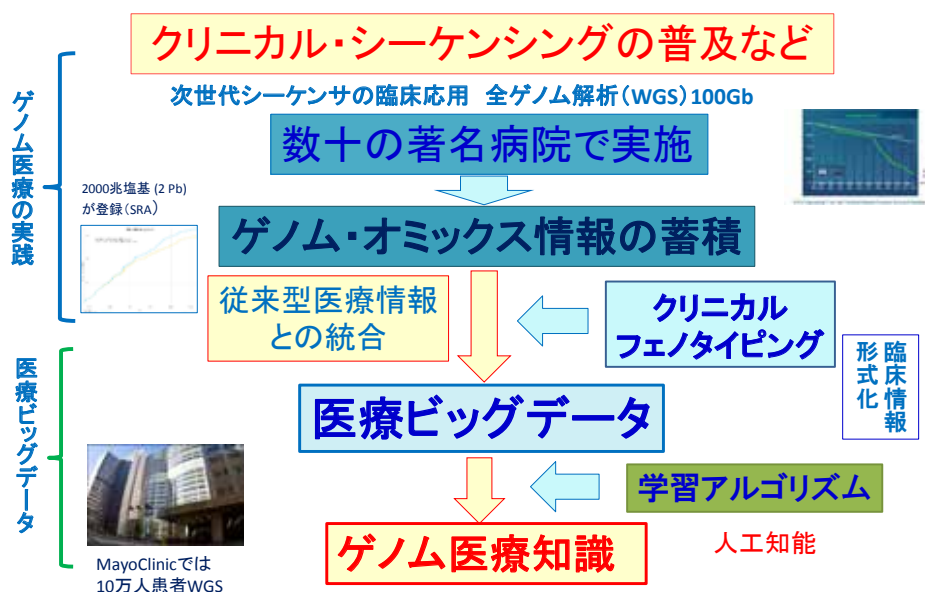 クリニカル・シーケンシングの普及など
次世代シーケンサの臨床応用 全ゲノム解析(WGS)100Gb
数十の著名病院で実施
ゲノム医療の実践
2000兆塩基 (2 Pb)
が登録(SRA)
ゲノム・オミックス情報の蓄積
従来型医療情報
との統合
クリニカル
フェノタイピング
臨床情報
形式化
医療ビッグデータ
医療ビッグデータ
学習アルゴリズム
人工知能
ゲノム医療知識
MayoClinicでは
10万人患者WGS